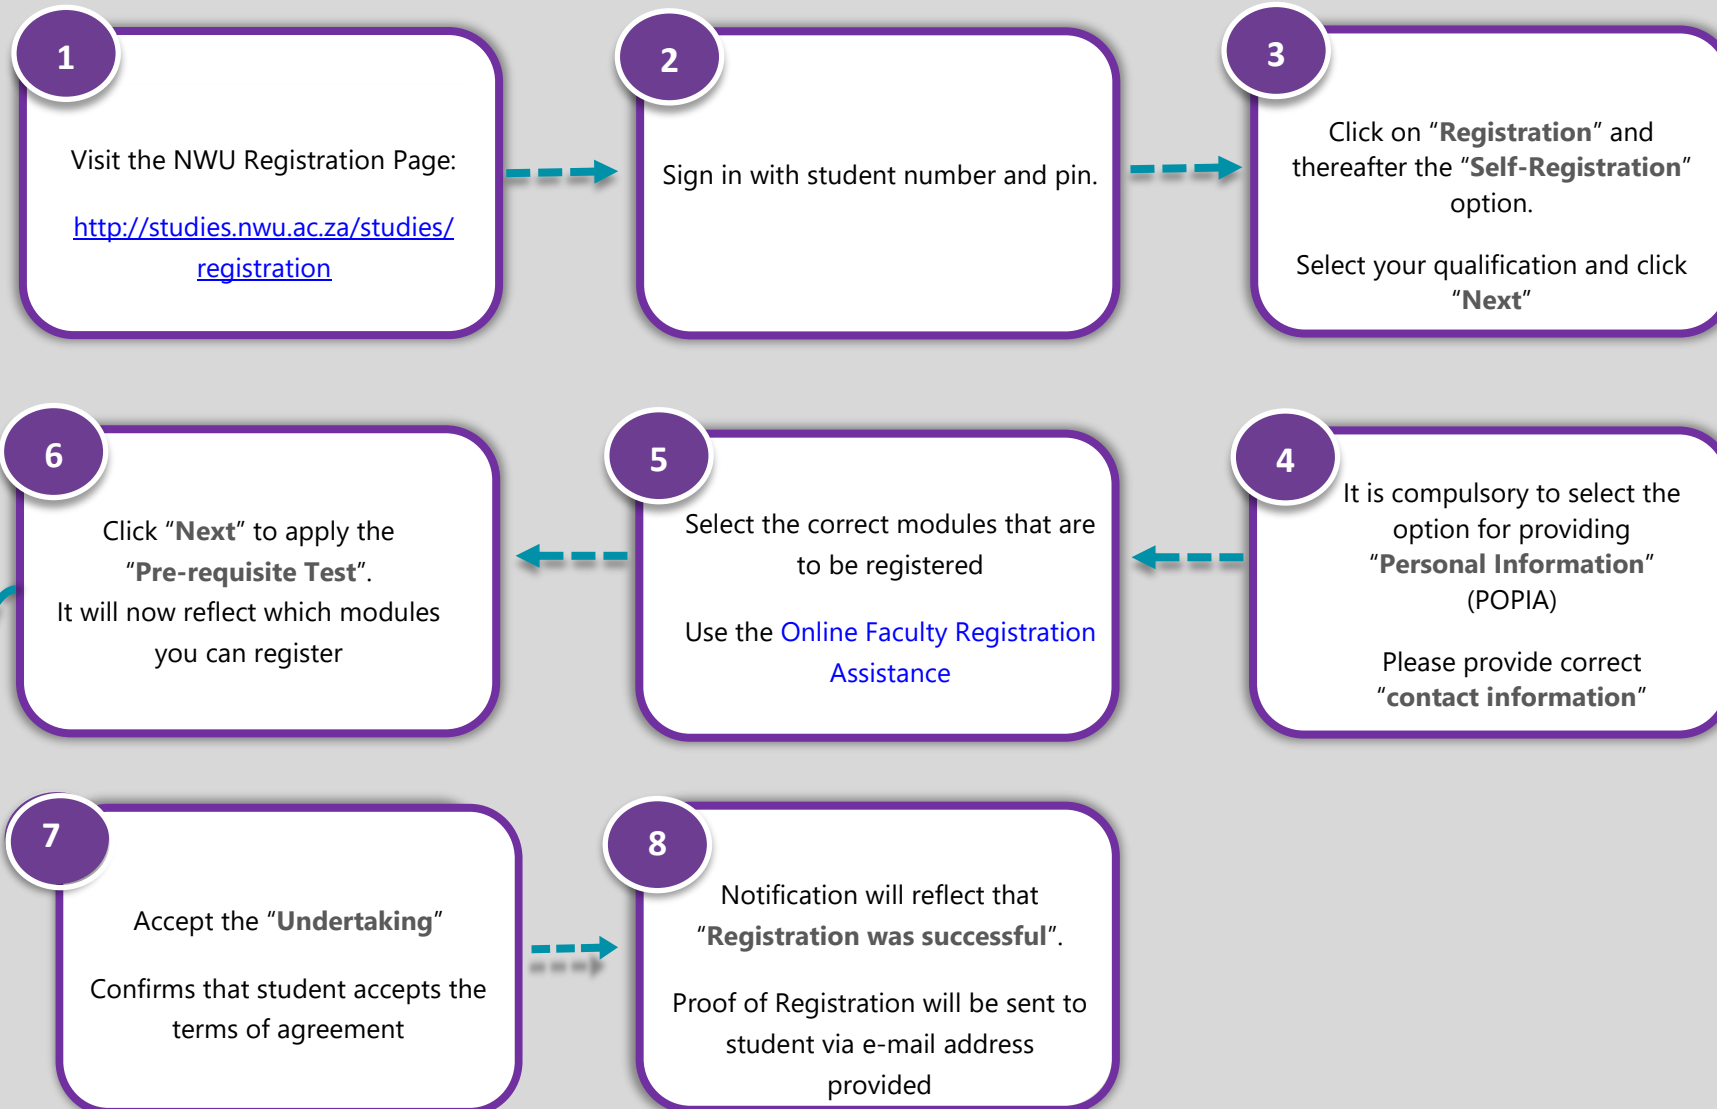 1
Visit the NWU Registration Page:
http://studies.nwu.ac.za/studies/
registration
2
Sign in with student number and pin.
3
Click on “Registration” and
thereafter the “Self-Registration”
option.
Select your qualification and click
“Next”
4
It is compulsory to select the
option for providing
“Personal Information”
(POPIA)
Please provide correct
“contact information”
5
Select the correct modules that are
to be registered
Use the Online Faculty Registration
Assistance
6
Click “Next” to apply the
“Pre-requisite Test”.
It will now reflect which modules
you can register
7
Accept the “Undertaking”
Confirms that student accepts the
terms of agreement
8
Notification will reflect that
“Registration was successful”.
Proof of Registration will be sent to
student via e-mail address
provided